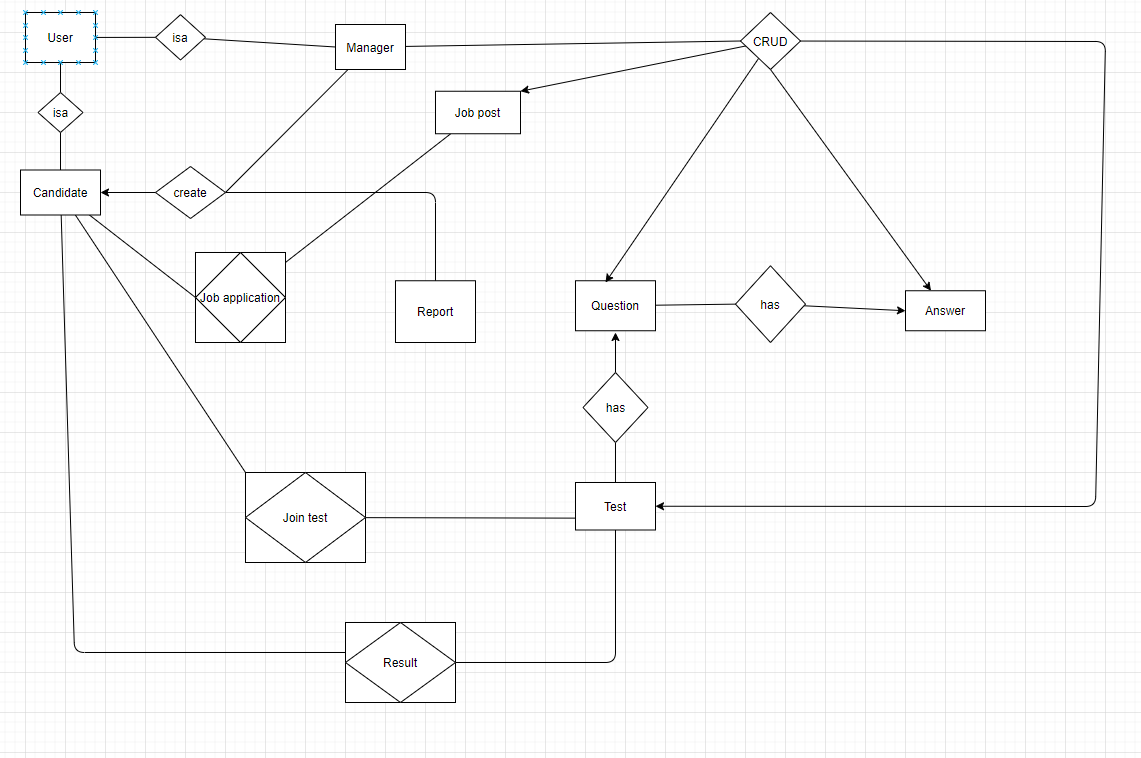 User
isa
Manager
CRUD
isa
Job post
Candidate
create
Job application
Report
Question
has
Answer
has
Test
Join test
Result